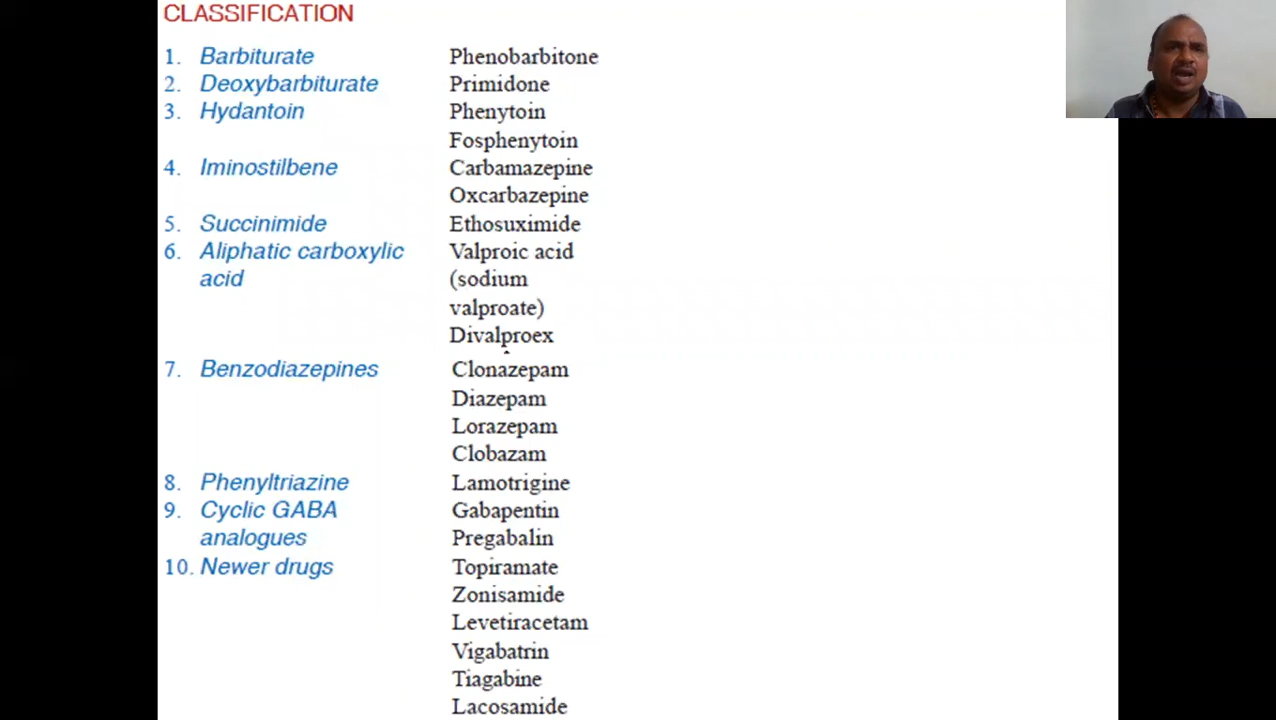 CLASSIFICATION
1. Barbiturate Phenobarbitone
2. Deoxybarbiturate Primidone
3. Hydantoin Phenytoin
Fosphenytoin
4. Iminostilbene Carbamazepine
Oxcarbazepine
5. Succinimide Ethosuximide
6. Aliphatic carboxylic Valproic acid
acid (sodium
valproate)
Divalproex
7. Benzodiazepines Clonazepam
Diazepam
Lorazepam
Clobazam
8. Phenyltriazine Lamotrigine
9. Cyclic GABA Gabapentin
analogues Pregabalin
10. Newer drugs Topiramate
Zonisamide
Levetiracetam
Vigabatrin
Tiagabine
Lacosamide